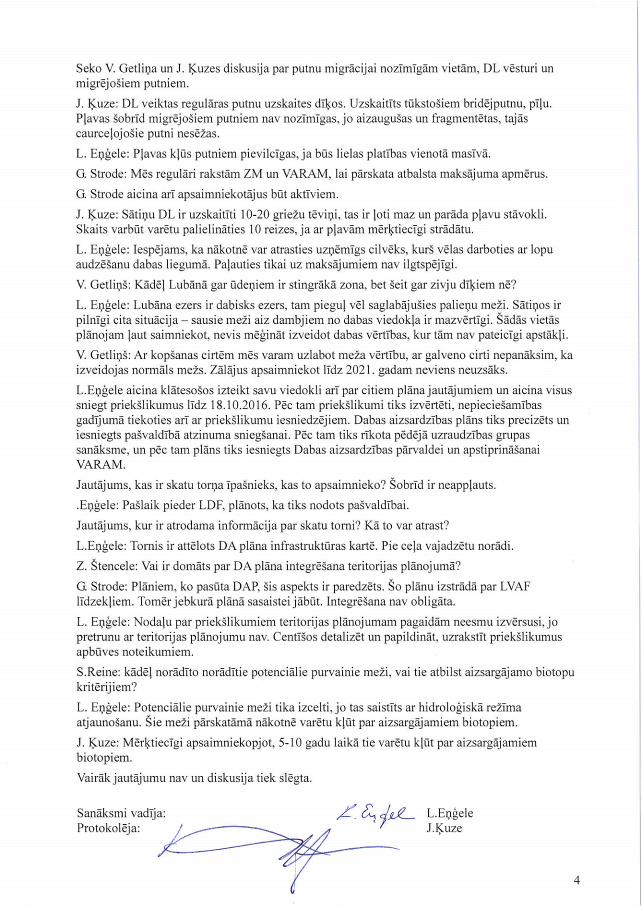 Seko V. Getliņa un J. Ķuzes diskusija par putnu migrācijai nozīmīgām vietām, DL vēsturi un
migrējošiem putniem.
J. Ķuze: DL veiktas regulāras putnu uzskaites dīķos. Uzskaitīts tūkstošiem bridējputnu, pīļu.
Pļavas šobrīd migrējošiem putniem nav nozīmīgas, jo aizaugušas un fragmentētas, tajās
caurceļojošie putni nesēžas.
L. Eņģele: Pļavas kļūs putniem pievilcīgas, ja būs lielas platības vienotā masīvā.
G. Strode: Mēs regulāri rakstām ZM un VARAM, lai pārskata atbalsta maksājuma apmērus.
G. Strode aicina arī apsaimniekotājus būt aktīviem.
J. Ķuze: Sātiņu DL ir uzskaitīti 10-20 griežu tēviņi, tas ir ļoti maz un parāda pļavu stāvokli.
Skaits varbūt varētu palielināties 10 reizes, ja ar pļavām mērķtiecīgi strādātu.
L. Eņģele: Iespējams, ka nākotnē var atrasties uzņēmīgs cilvēks, kurš vēlas darboties ar lopu
audzēšanu dabas liegumā. Paļauties tikai uz maksājumiem nav ilgtspējīgi.
V. Getliņš: Kādēļ Lubānā gar ūdeņiem ir stingrākā zona, bet šeit gar zivju dīķiem nē?
L. Eņģele: Lubāna ezers ir dabisks ezers, tam pieguļ vēl saglabājušies palieņu meži. Sātiņos ir
pilnīgi cita situācija – sausie meži aiz dambjiem no dabas viedokļa ir mazvērtīgi. Šādās vietās
plānojam ļaut saimniekot, nevis mēģināt izveidot dabas vērtības, kur tām nav pateicīgi apstākļi.
V. Getliņš: Ar kopšanas cirtēm mēs varam uzlabot meža vērtību, ar galveno cirti nepanāksim, ka
izveidojas normāls mežs. Zālājus apsaimniekot līdz 2021. gadam neviens neuzsāks.
L.Eņģele aicina klātesošos izteikt savu viedokli arī par citiem plāna jautājumiem un aicina visus
sniegt priekšlikumus līdz 18.10.2016. Pēc tam priekšlikumi tiks izvērtēti, nepieciešamības
gadījumā tiekoties arī ar priekšlikumu iesniedzējiem. Dabas aizsardzības plāns tiks precizēts un
iesniegts pašvaldībā atzinuma sniegšanai. Pēc tam tiks rīkota pēdējā uzraudzības grupas
sanāksme, un pēc tam plāns tiks iesniegts Dabas aizsardzības pārvaldei un apstiprināšanai
VARAM.
Jautājums, kas ir skatu torņa īpašnieks, kas to apsaimnieko? Šobrīd ir neappļauts.
.Eņģele: Pašlaik pieder LDF, plānots, ka tiks nodots pašvaldībai.
Jautājums, kur ir atrodama informācija par skatu torni? Kā to var atrast?
L.Eņģele: Tornis ir attēlots DA plāna infrastruktūras kartē. Pie ceļa vajadzētu norādi.
Z. Štencele: Vai ir domāts par DA plāna integrēšana teritorijas plānojumā?
G. Strode: Plāniem, ko pasūta DAP, šis aspekts ir paredzēts. Šo plānu izstrādā par LVAF
līdzekļiem. Tomēr jebkurā plānā sasaistei jābūt. Integrēšana nav obligāta.
L. Eņģele: Nodaļu par priekšlikumiem teritorijas plānojumam pagaidām neesmu izvērsusi, jo
pretrunu ar teritorijas plānojumu nav. Centīšos detalizēt un papildināt, uzrakstīt priekšlikumus
apbūves noteikumiem.
S.Reine: kādēļ norādīto norādītie potenciālie purvainie meži, vai tie atbilst aizsargājamo biotopu
kritērijiem?
L. Eņģele: Potenciālie purvainie meži tika izcelti, jo tas saistīts ar hidroloģiskā režīma
atjaunošanu. Šie meži pārskatāmā nākotnē varētu kļūt par aizsargājamiem biotopiem.
J. Ķuze: Mērķtiecīgi apsaimniekopjot, 5-10 gadu laikā tie varētu kļūt par aizsargājamiem
biotopiem.
Vairāk jautājumu nav un diskusija tiek slēgta.
Sanāksmi vadīja: L. Eņģel L.Eņģele
Protokolēja: J.Ķuze
4